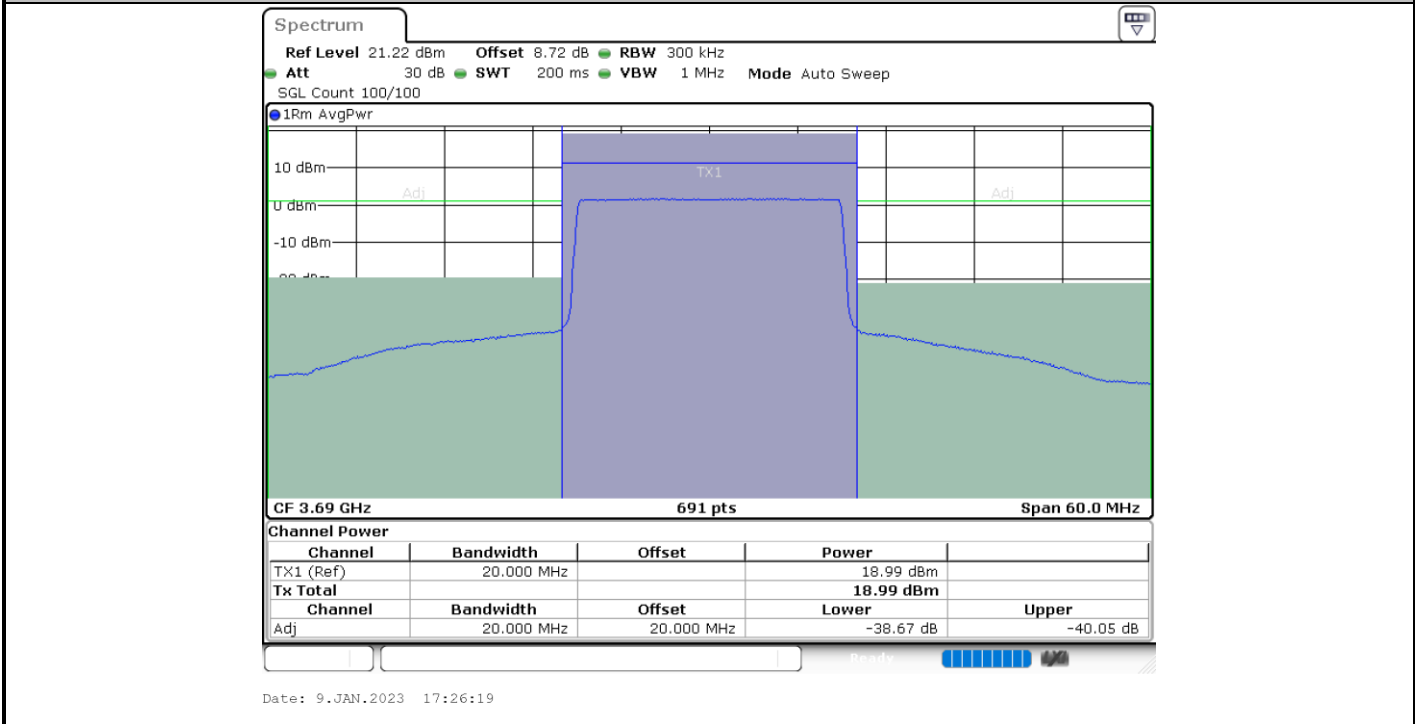 Spectrum
Ref Level 21.22 dBm Offset 8.72 dB RBW 300 kHz
Att 30 dB SWT 200 ms VBW 1 MHz Mode Auto Sweep
SGL Count 100/100
1Rm AvgPwr
10 dBm
TX1
Adj Adj
0 dBm
-10 dBm
CF 3.69 GHz 691 pts Span 60.0 MHz
Channel Power
Channel Bandwidth Offset Power
TX1 (Ref) 20.000 MHz 18.99 dBm
Tx Total 18.99 dBm
Channel Bandwidth Offset Lower Upper
Adj 20.000 MHz 20.000 MHz -38.67 dB -40.05 dB
Ready
Date: 9.JAN.2023 17:26:19